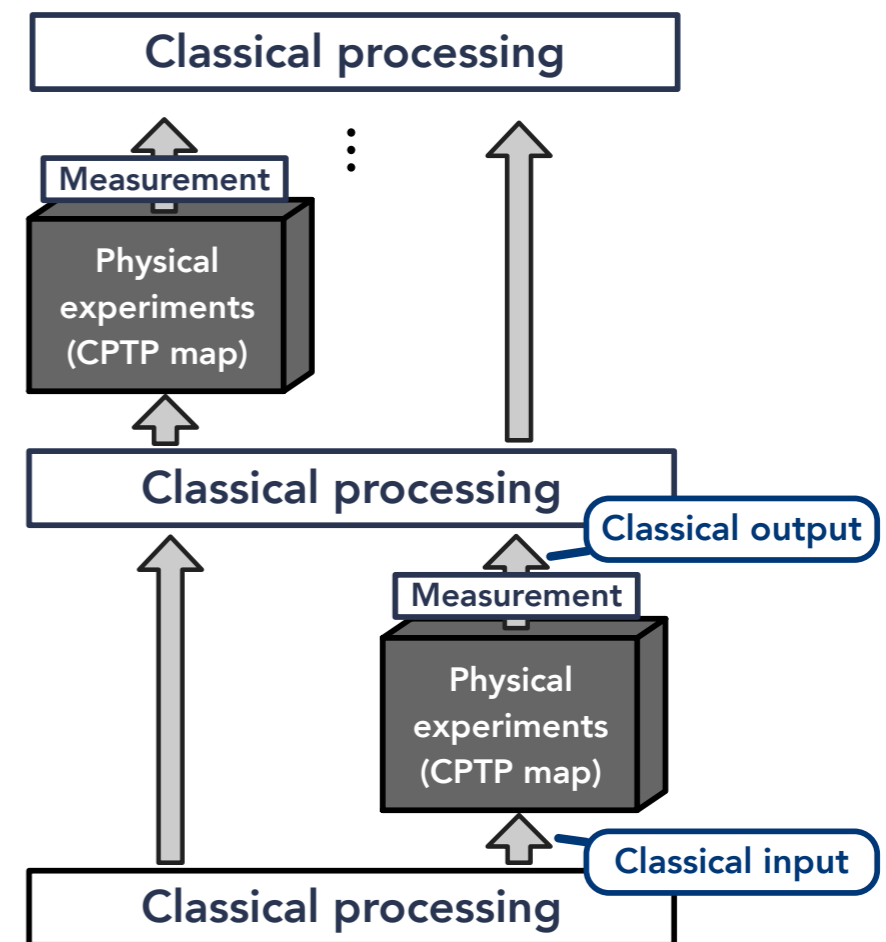 Classical processing
Measurement
Physical
experiments
(CPTP map)
Classical processing
Classical output
Measurement
Physical
experiments
(CPTP map)
Classical input
Classical processing